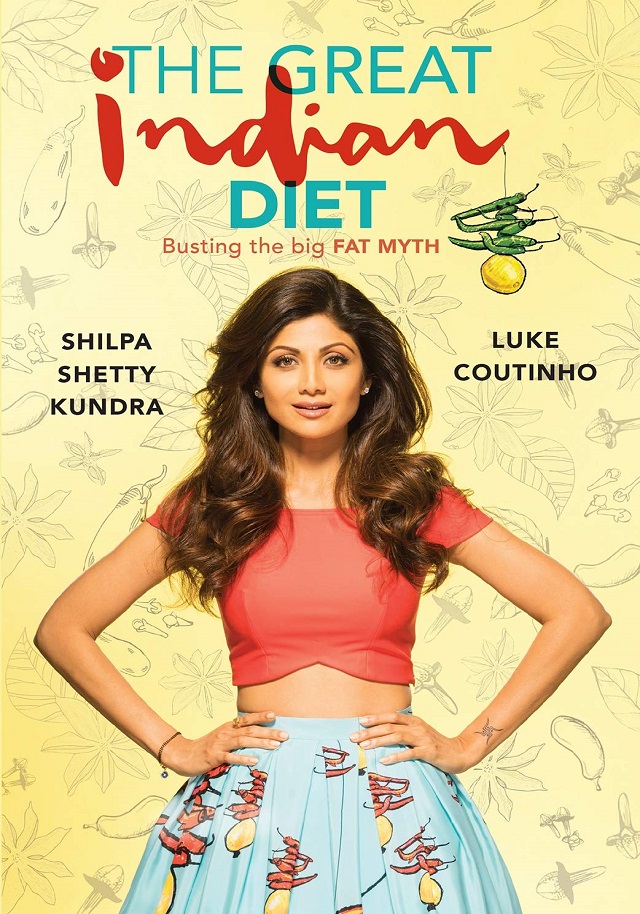 THE GREAT
indian
DIET
Busting the big FAT MYTH
SHILPA
SHETTY
KUNDRA
LUKE
COUTINHO